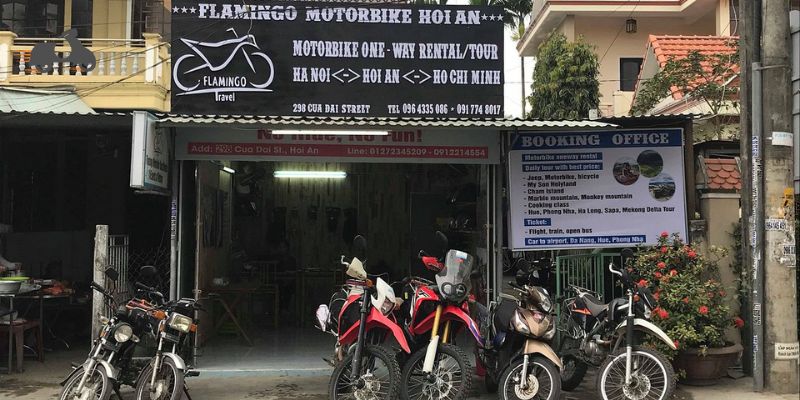 ★★★FLAMINGO MOTORBIKE HOI AN★★★
MOTORBIKE ONE - WAY RENTAL/TOUR
HA NOI <-> HOI AN <-> HO CHI MINH
FLAMINGO
Travel
298 CUA DAI STREET TEL 096 4335 086 * 091 774 8017
No Ride, No Fun!
Add: 298 Cua Dai St., Hoi An Line: 01272345209 - 0912214554
BOOKING OFFICE
Motorbike oneway rental
Daily tour with best price:
- Jeep, Motorbike, bicycle
- My Son Holyland
- Cham Island
- Marble mountain, Monkey mountain
- Cooking class
- Hue, Phong Nha, Ha Long, Sapa, Mekong Delta Tour
Ticket:
- Flight, train, open bus
Car to airport, Da Nang, Hue, Phong Nha